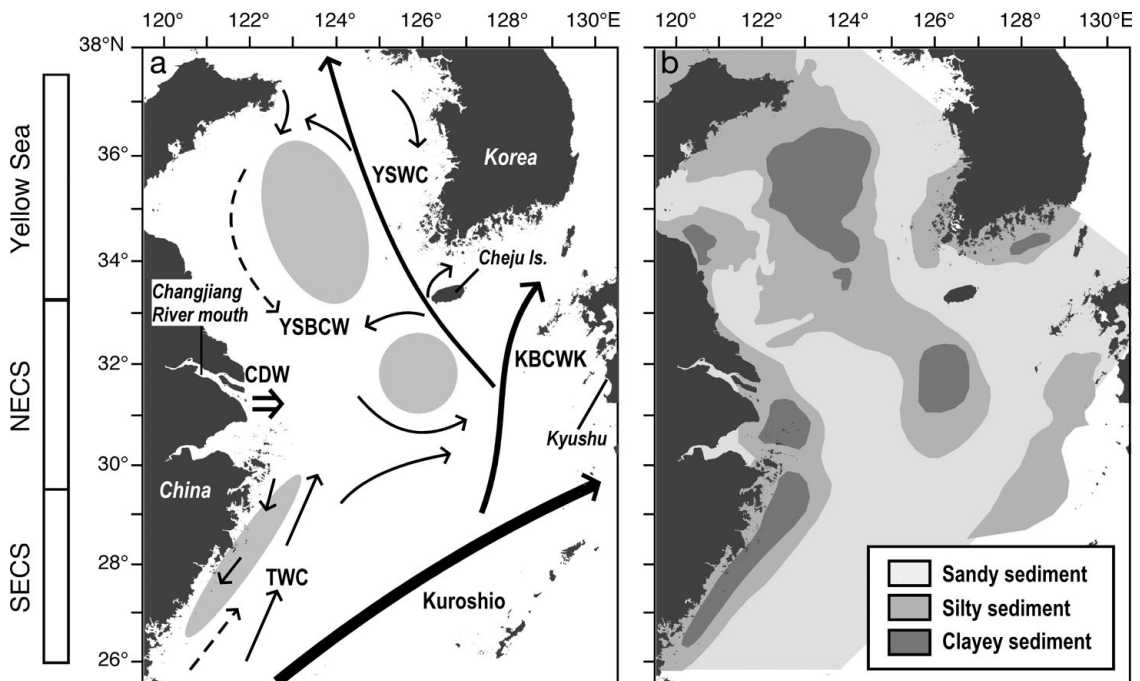 120° 122° 124° 126° 128° 130°E
120° 122° 124° 126° 128° 130°E
38°N
36°
34°
32°
30°
28°
26°
Yellow Sea
NECS
SECS
a
YSWC
Korea
Cheju Is.
Changjiang
River mouth
YSBCW
KBCWK
CDW
Kyushu
China
TWC
Kuroshio
b
Sandy sediment
Silty sediment
Clayey sediment